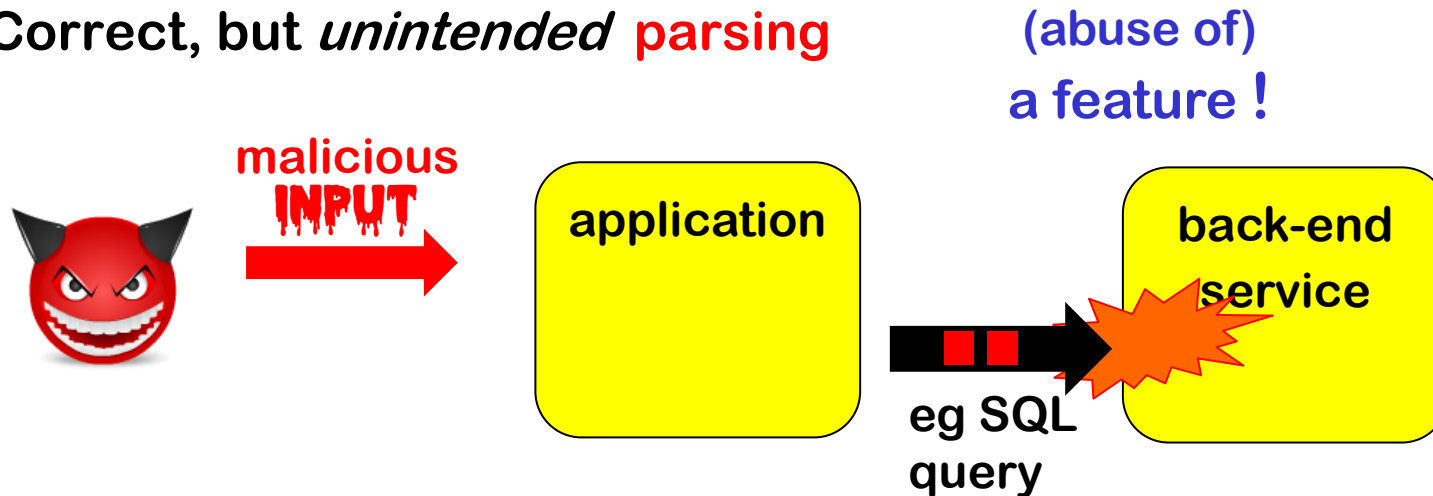 Correct, but unintended parsing
(abuse of)
a feature !
malicious
INPUT
application
back-end
service
eg SQL
query